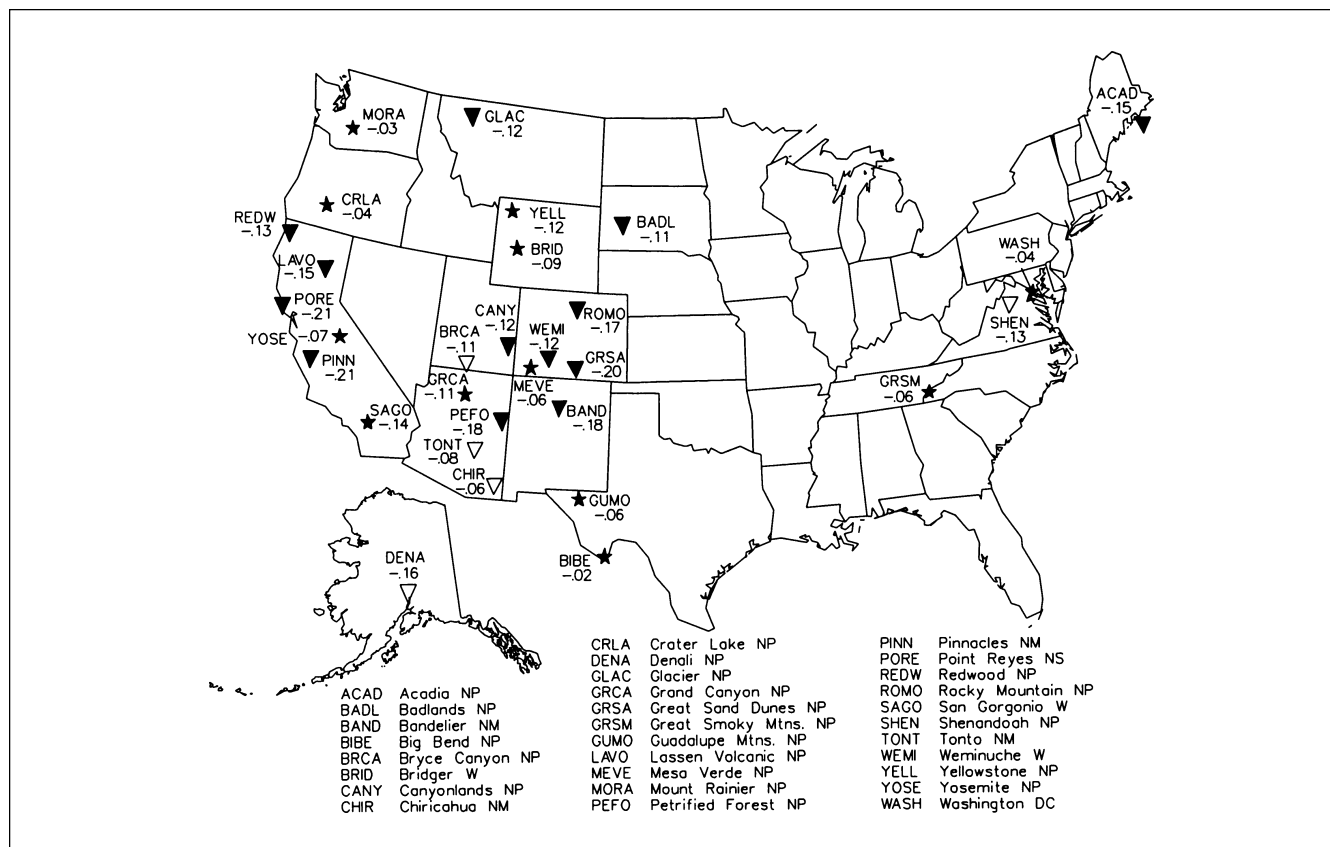 ACAD
-.15
MORA
-.03
GLAC
-.12
CRLA
-.04
REDW
-.13
YELL
-.12
BADL
-.11
BRID
-.09
WASH
-.04
LAVO
-.15
PORE
-.21
CANY
-.12
ROMO
-.17
YOSE
-.07
BRCA
-.11
WEMI
-.12
SHEN
-.13
PINN
-.21
GRSA
-.20
GRCA
-.11
MEVE
-.06
GRSM
-.06
SAGO
-.14
PEFO
-.18
BAND
-.18
TONT
-.08
CHIR
-.06
GUMO
-.06
BIBE
-.02
DENA
-.16
ACAD Acadia NP
BADL Badlands NP
BAND Bandelier NM
BIBE Big Bend NP
BRCA Bryce Canyon NP
BRID Bridger W
CANY Canyonlands NP
CHIR Chiricahua NM
CRLA Crater Lake NP
DENA Denali NP
GLAC Glacier NP
GRCA Grand Canyon NP
GRSA Great Sand Dunes NP
GRSM Great Smoky Mtns. NP
GUMO Guadalupe Mtns. NP
LAVO Lassen Volcanic NP
MEVE Mesa Verde NP
MORA Mount Rainier NP
PEFO Petrified Forest NP
PINN Pinnacles NM
PORE Point Reyes NS
REDW Redwood NP
ROMO Rocky Mountain NP
SAGO San Gorgonio W
SHEN Shenandoah NP
TONT Tonto NM
WEMI Weminuche W
YELL Yellowstone NP
YOSE Yosemite NP
WASH Washington DC